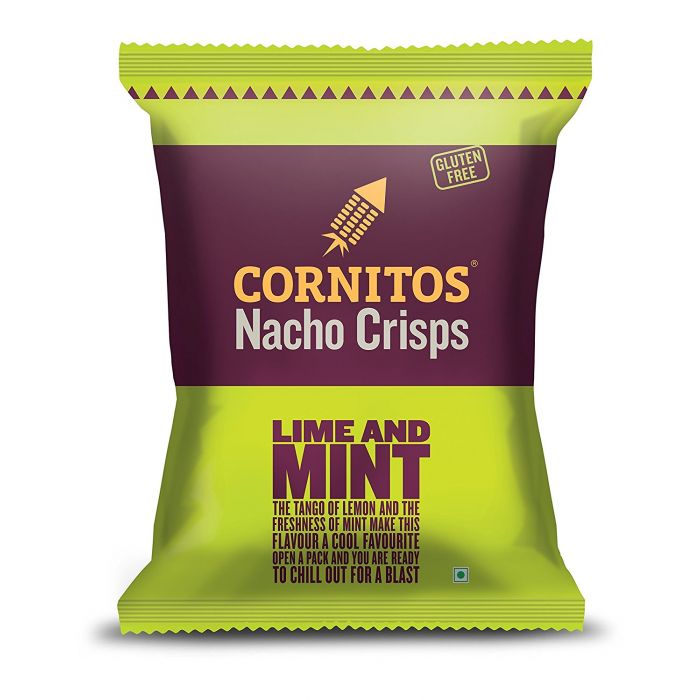 GLUTEN
FREE
CORNITOS®
Nacho Crisps
LIME AND
MINT
THE TANGO OF LEMON AND THE
FRESHNESS OF MINT MAKE THIS
FLAVOUR A COOL FAVOURITE
OPEN A PACK AND YOU ARE READY
TO CHILL OUT FOR A BLAST